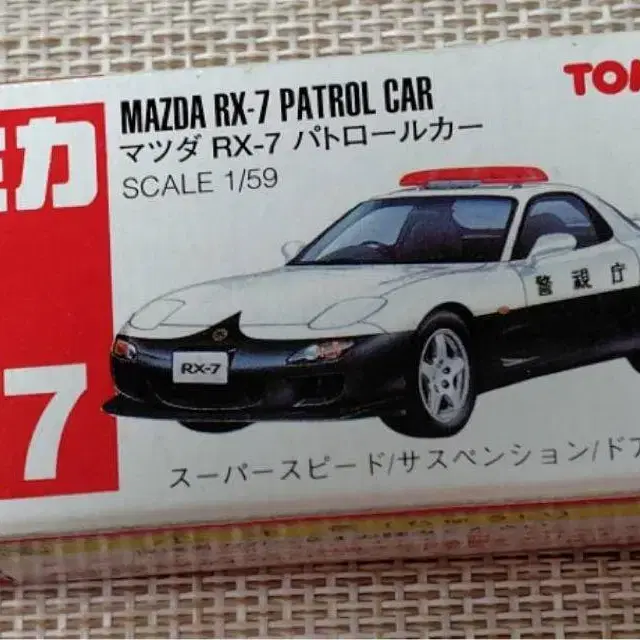 MAZDA RX-7 PATROL CAR
マツダ RX-7 パトロールカー
SCALE 1/59
TOM
ミカ
7
警視庁
RX-7
スーパースピード/サスペンション/ドア